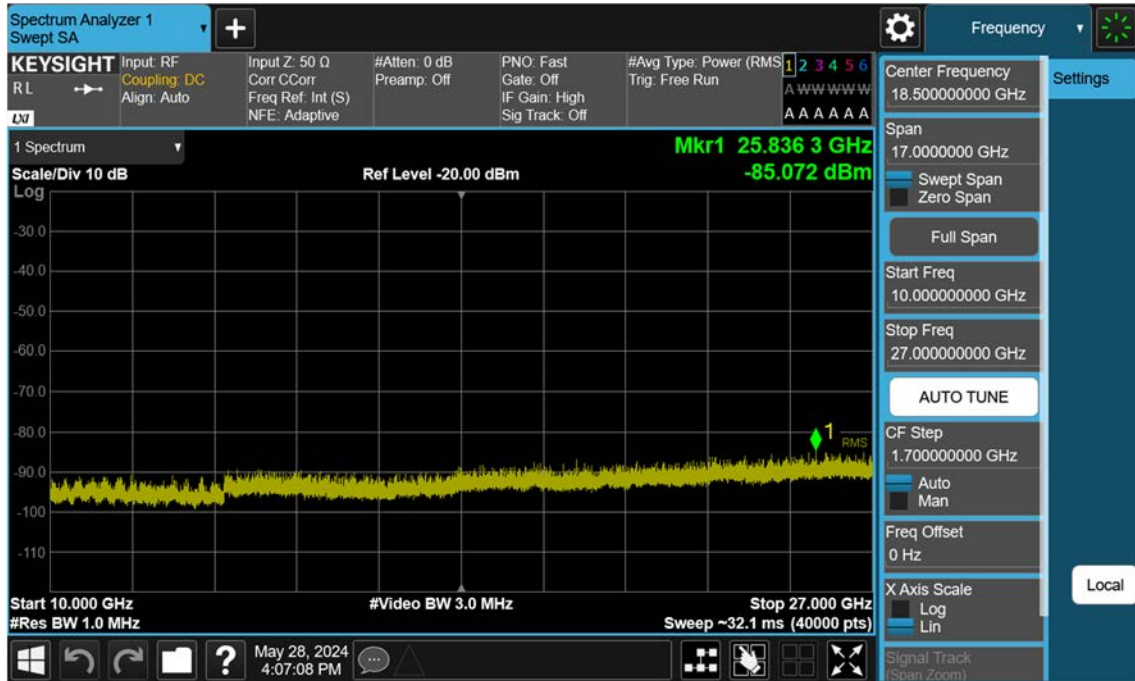 Spectrum Analyzer 1
Swept SA
+
Frequency
KEYSIGHT
RL
LXI
Input: RF
Coupling: DC
Align: Auto
Input Z: 50 Ω
Corr CCorr
Freq Ref: Int (S)
NFE: Adaptive
#Atten: 0 dB
Preamp: Off
PNO: Fast
Gate: Off
IF Gain: High
Sig Track: Off
#Avg Type: Power (RMS
Trig: Free Run
1 2 3 4 5 6
A W W W W W
A A A A A A
1 Spectrum
Mkr1 25.836 3 GHz
-85.072 dBm
Scale/Div 10 dB
Ref Level -20.00 dBm
Log
-30.0
-40.0
-50.0
-60.0
-70.0
-80.0
-90.0
-100
-110
1
RMS
Start 10.000 GHz
#Video BW 3.0 MHz
Stop 27.000 GHz
#Res BW 1.0 MHz
Sweep ~32.1 ms (40000 pts)
?
May 28, 2024
4:07:08 PM
Center Frequency
18.500000000 GHz
Span
17.0000000 GHz
Swept Span
Zero Span
Full Span
Start Freq
10.000000000 GHz
Stop Freq
27.000000000 GHz
AUTO TUNE
CF Step
1.700000000 GHz
Auto
Man
Freq Offset
0 Hz
X Axis Scale
Log
Lin
Signal Track
(Span Zoom)
Settings
Local